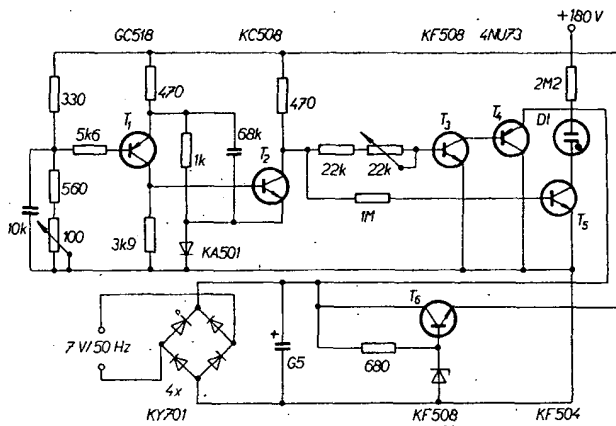 +180 V
GC518 KC508 KF508 4NU73
330
470
470
2M2
T1
68k
T3
T4
D1
5k6
1k
T2
22k
22k
560
1M
T5
10k
100
3k9
KA501
T6
7 V/50 Hz
+
G5
680
4x
KY701 KF508 KF504